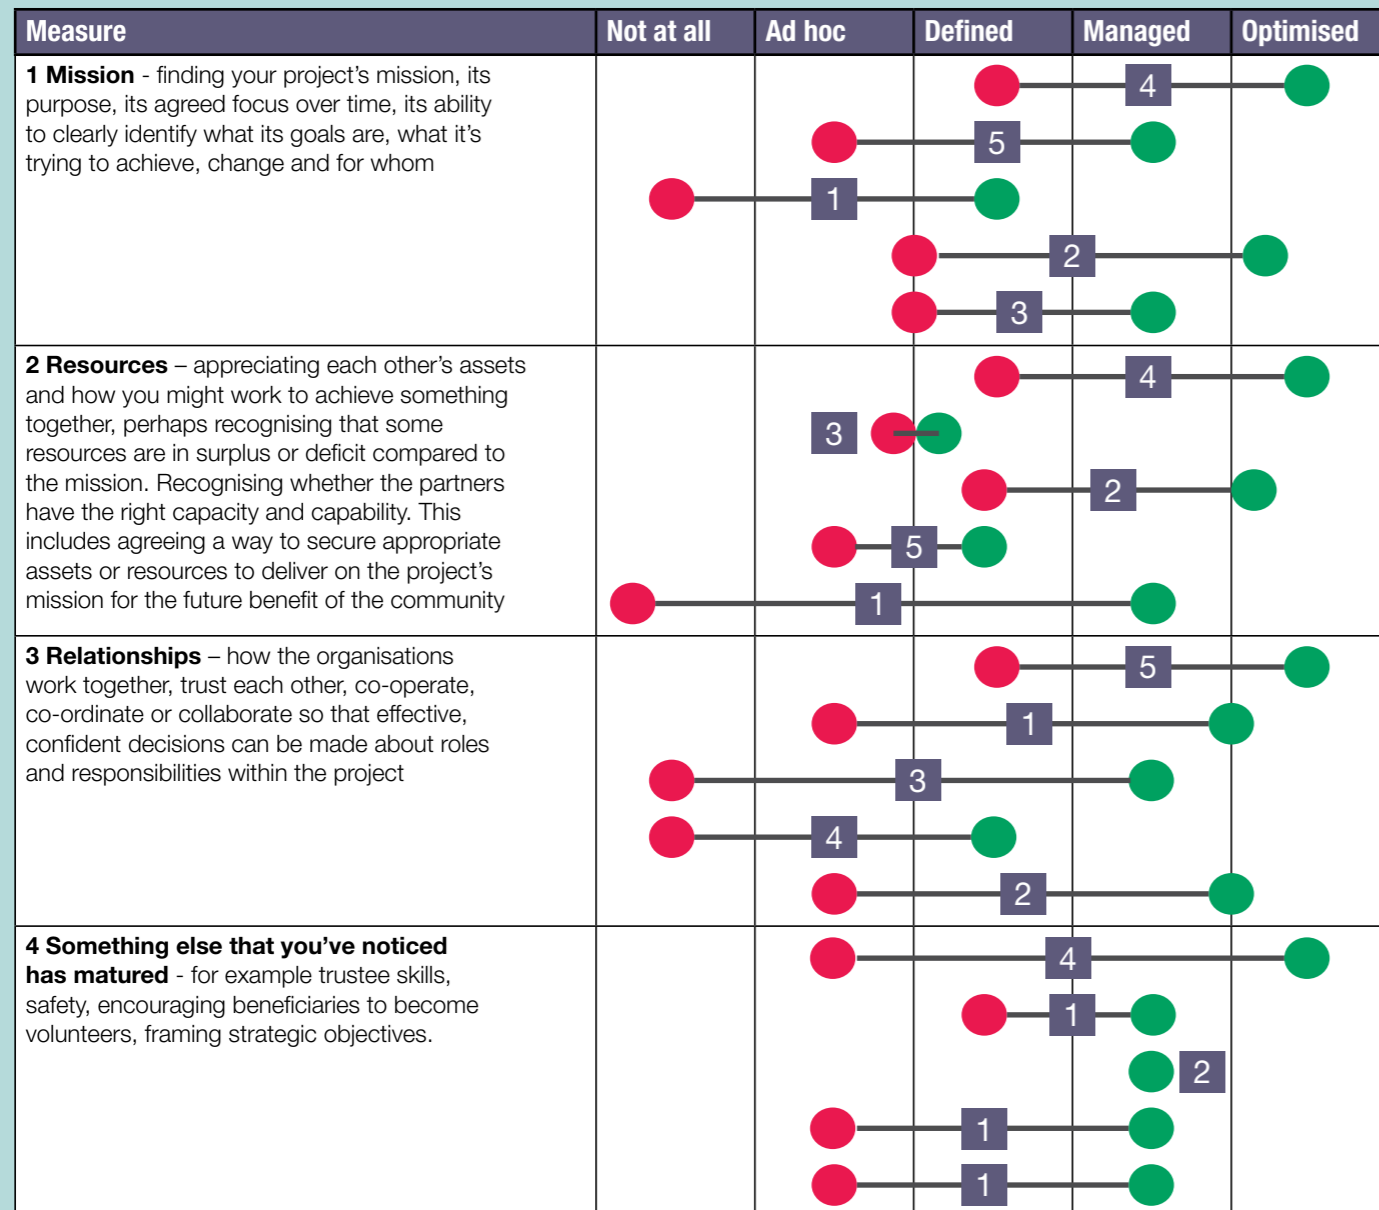 Measure Not at all Ad hoc Defined Managed Optimised
1 Mission - finding your project’s mission, its
purpose, its agreed focus over time, its ability
to clearly identify what its goals are, what it’s
trying to achieve, change and for whom
4
5
1
2
3
2 Resources – appreciating each other’s assets
and how you might work to achieve something
together, perhaps recognising that some
resources are in surplus or deficit compared to
the mission. Recognising whether the partners
have the right capacity and capability. This
includes agreeing a way to secure appropriate
assets or resources to deliver on the project’s
mission for the future benefit of the community
4
3
2
5
1
3 Relationships – how the organisations
work together, trust each other, co-operate,
co-ordinate or collaborate so that effective,
confident decisions can be made about roles
and responsibilities within the project
5
1
3
4
2
4 Something else that you’ve noticed
has matured - for example trustee skills,
safety, encouraging beneficiaries to become
volunteers, framing strategic objectives.
4
1
2
1
1